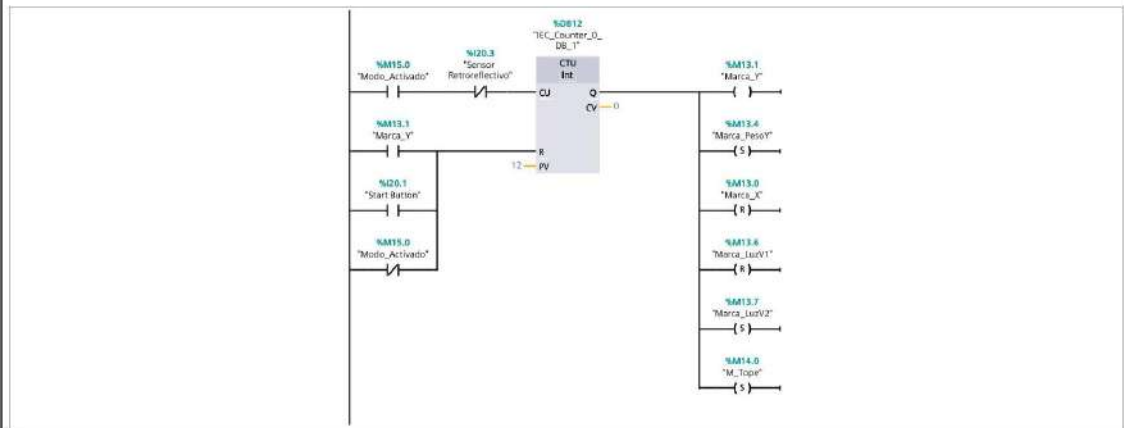 %DB12
"IEC_Counter_0_
DB_1"
%M15.0
"Modo_Activado"
%I20.3
"Sensor
Retroreflectivo"
CTU
Int
CU
Q
CV
0
%M13.1
"Marca_Y"
%M13.4
"Marca_PesoY"
( S )
%M13.1
"Marca_Y"
R
12
PV
%I20.1
"Start Button"
%M13.0
"Marca_X"
( R )
%M15.0
"Modo_Activado"
%M13.6
"Marca_LuzV1"
( R )
%M13.7
"Marca_LuzV2"
( S )
%M14.0
"M_Tope"
( S )